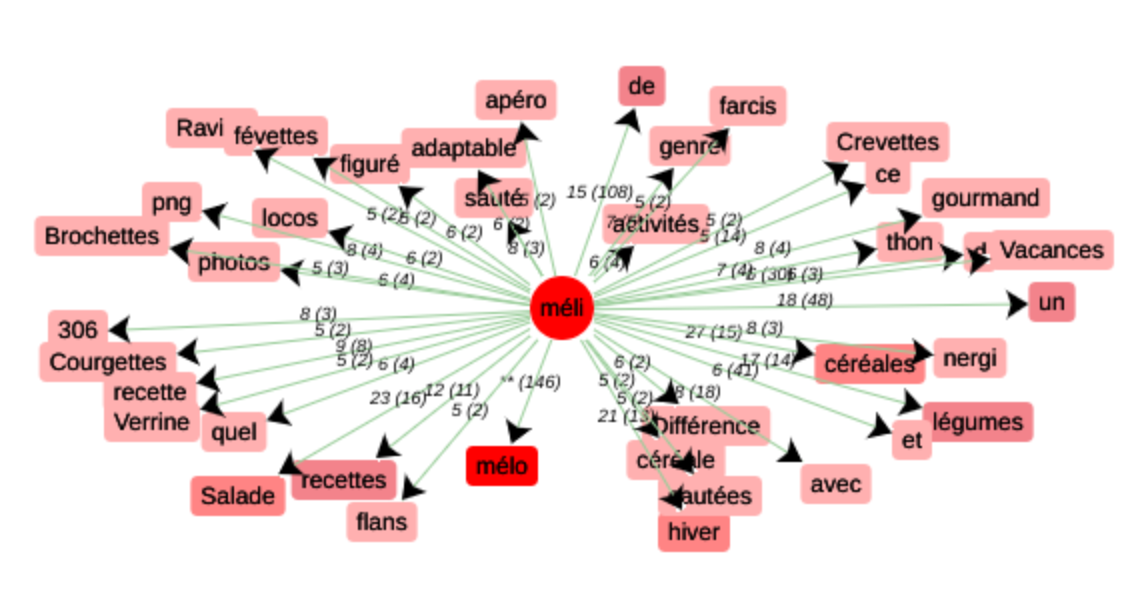 de
apéro
farcis
Ravi
févettes
Crevettes
adaptable
genre
figuré
ce
sauté
5 (2)
15 (108)
5 (2)
gourmand
png
locos
5 (2)
5 (2)
6 (2)
activités
5 (2)
5 (14)
thon
Vacances
Brochettes
8 (4)
6 (2)
8 (3)
8 (4)
photos
5 (3)
6 (4)
6 (4)
7 (4)
6 (3)
méli
18 (48)
un
306
8 (3)
5 (2)
27 (15)
8 (3)
Courgettes
9 (8)
5 (2)
6 (4)
6 (2)
17 (14)
céréales
nergi
recette
6 (41)
Verrine
quel
23 (16)
12 (11)
5 (2)
** (146)
5 (2)
5 (2)
21 (13)
8 (18)
légumes
Différence
et
mélo
céréale
Salade
recettes
avec
sautées
flans
hiver